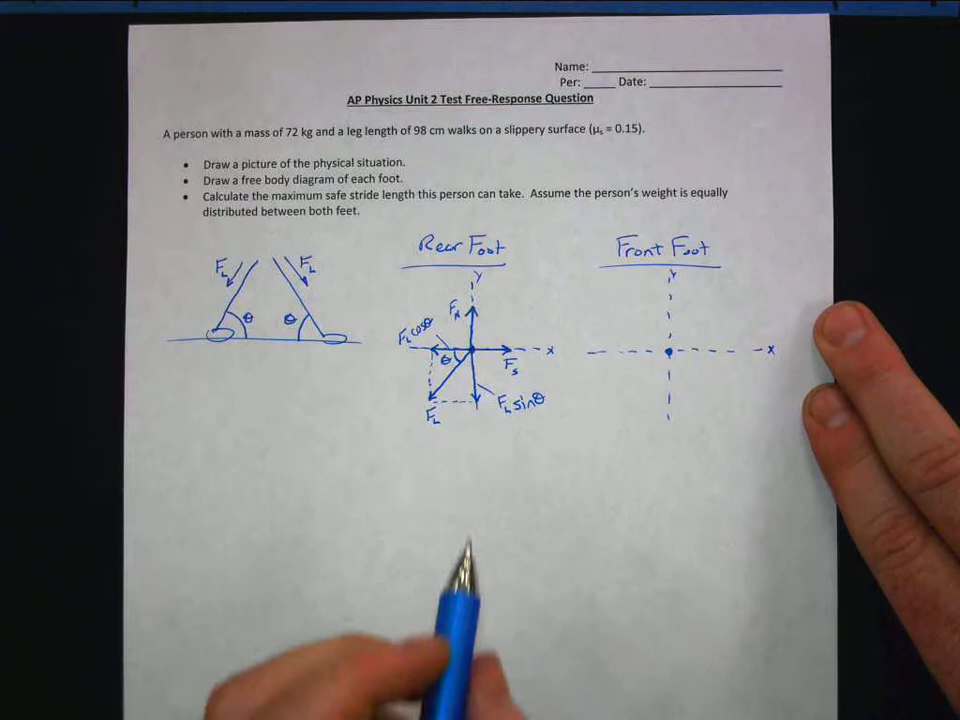 Name: ____________________
Per: _____ Date: ______________
AP Physics Unit 2 Test Free-Response Question
A person with a mass of 72 kg and a leg length of 98 cm walks on a slippery surface (μs = 0.15).
• Draw a picture of the physical situation.
• Draw a free body diagram of each foot.
• Calculate the maximum safe stride length this person can take. Assume the person's weight is equally
distributed between both feet.
Rear Foot
Front Foot
FL
FL
θ
θ
y
FN
FL cosθ
θ
x
Fs
FL sinθ
FL
y
x